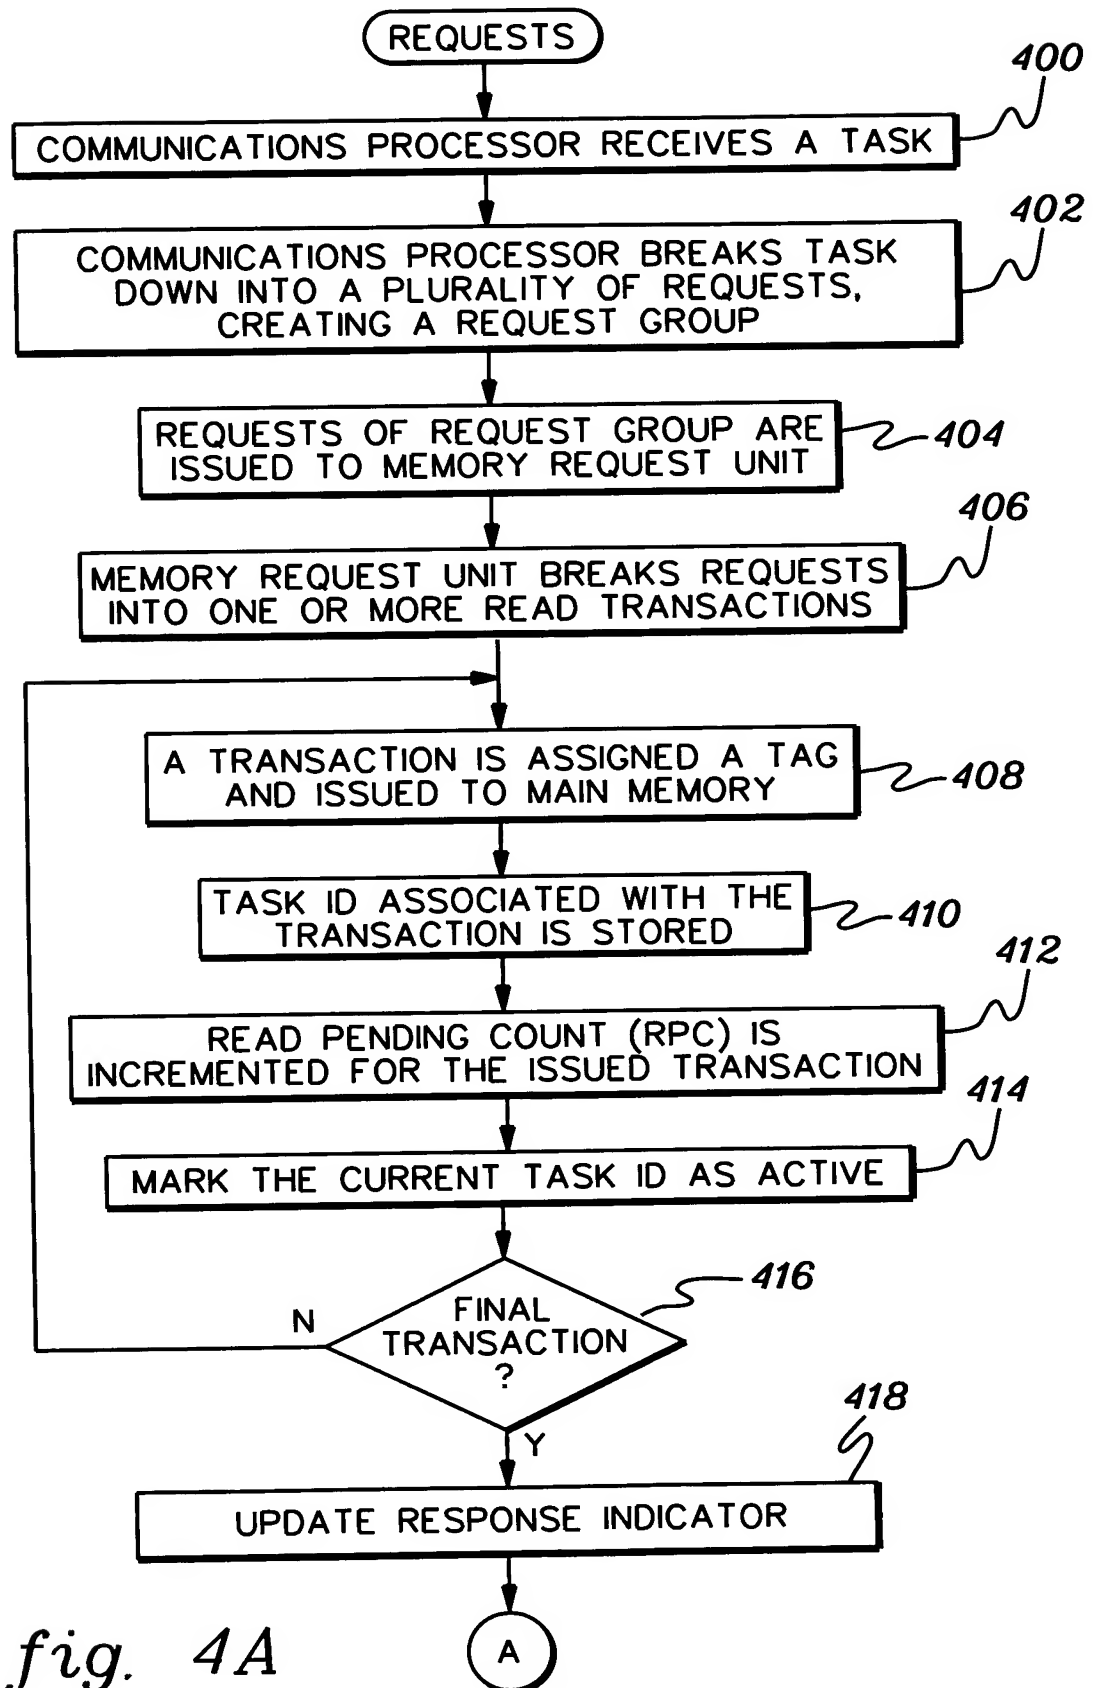 REQUESTS
400
COMMUNICATIONS PROCESSOR RECEIVES A TASK
402
COMMUNICATIONS PROCESSOR BREAKS TASK
DOWN INTO A PLURALITY OF REQUESTS,
CREATING A REQUEST GROUP
REQUESTS OF REQUEST GROUP ARE
ISSUED TO MEMORY REQUEST UNIT
404
406
MEMORY REQUEST UNIT BREAKS REQUESTS
INTO ONE OR MORE READ TRANSACTIONS
A TRANSACTION IS ASSIGNED A TAG
AND ISSUED TO MAIN MEMORY
408
TASK ID ASSOCIATED WITH THE
TRANSACTION IS STORED
410
412
READ PENDING COUNT (RPC) IS
INCREMENTED FOR THE ISSUED TRANSACTION
414
MARK THE CURRENT TASK ID AS ACTIVE
416
FINAL
TRANSACTION
?
N
Y
418
UPDATE RESPONSE INDICATOR
A
fig. 4A